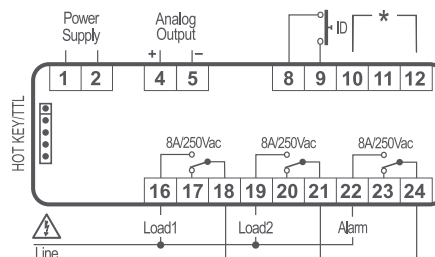 Power Supply
Analog Output
+ −
ID
*
1 2 4 5 8 9 10 11 12
HOT KEY/TTL
8A/250Vac 8A/250Vac 8A/250Vac
16 17 18 19 20 21 22 23 24
Load1 Load2 Alarm
Line